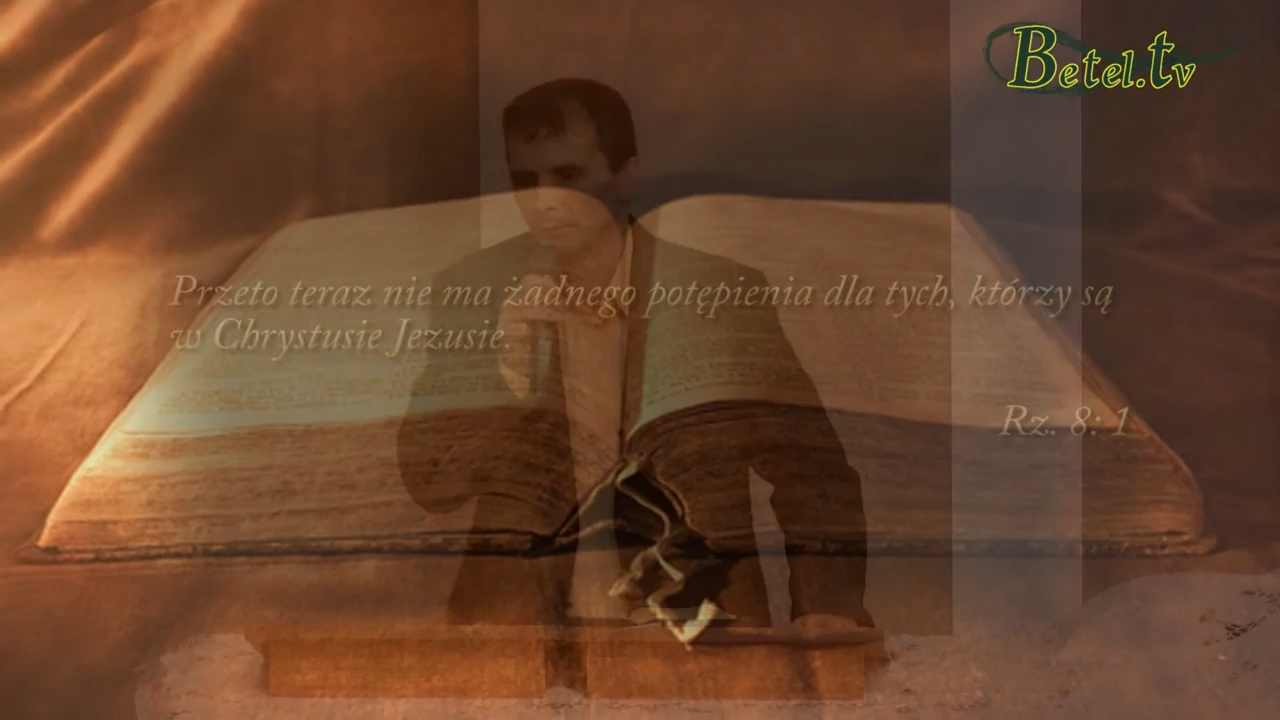 Betel.tv
Przeto teraz nie ma żadnego potępienia dla tych, którzy są
w Chrystusie Jezusie.
Rz. 8: 1